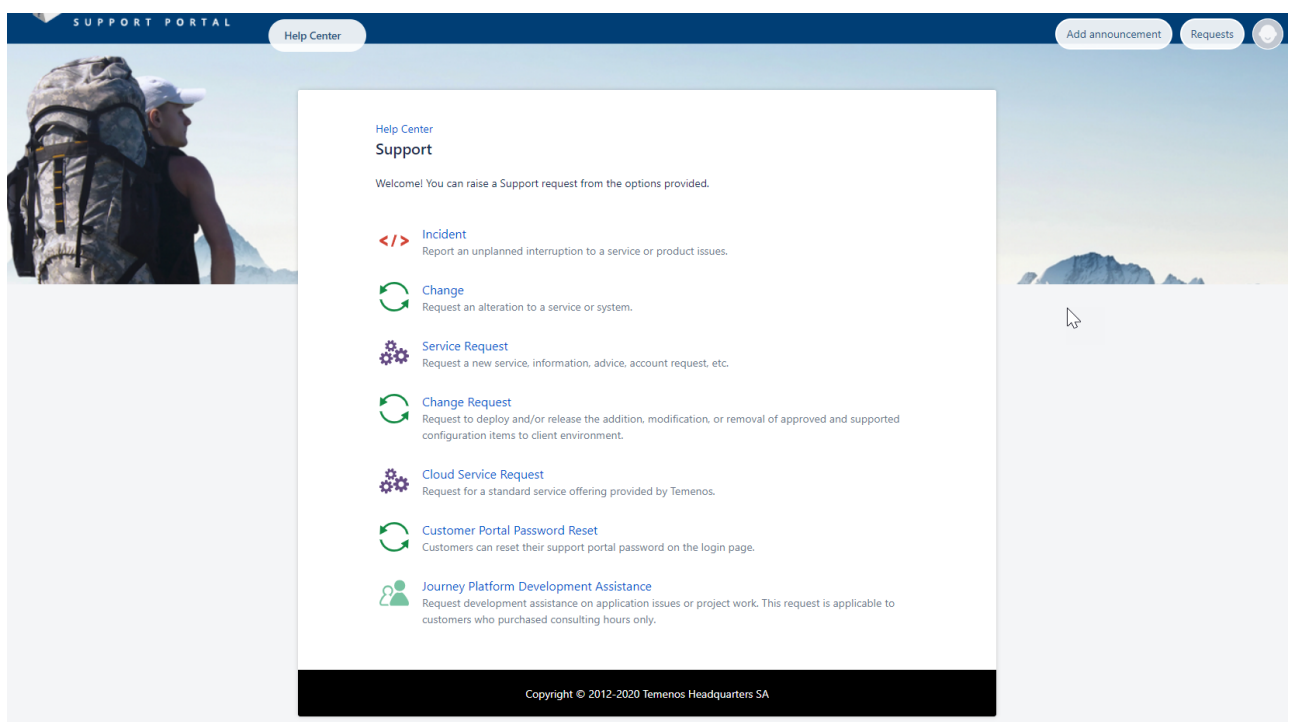 SUPPORT PORTAL
Help Center
Add announcement
Requests
Help Center
Support
Welcome! You can raise a Support request from the options provided.
</>
Incident
Report an unplanned interruption to a service or product issues.
Change
Request an alteration to a service or system.
Service Request
Request a new service, information, advice, account request, etc.
Change Request
Request to deploy and/or release the addition, modification, or removal of approved and supported
configuration items to client environment.
Cloud Service Request
Request for a standard service offering provided by Temenos.
Customer Portal Password Reset
Customers can reset their support portal password on the login page.
Journey Platform Development Assistance
Request development assistance on application issues or project work. This request is applicable to
customers who purchased consulting hours only.
Copyright © 2012-2020 Temenos Headquarters SA